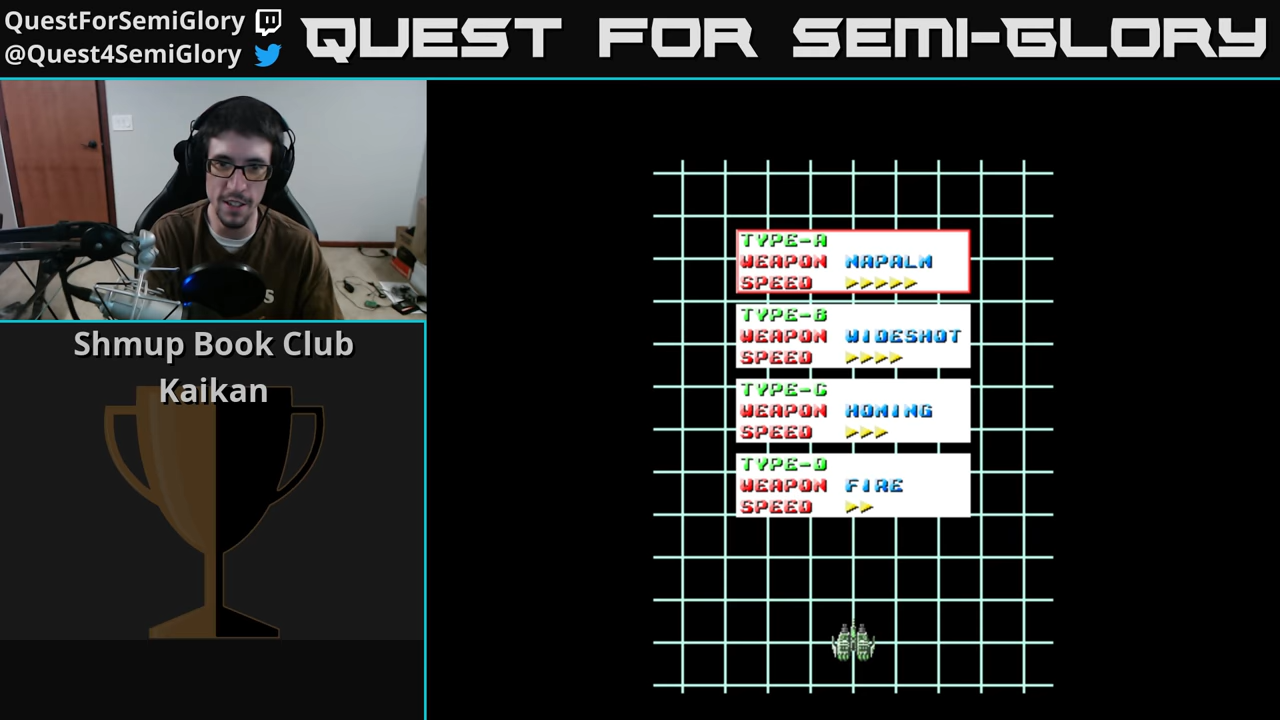 QuestForSemiGlory
@Quest4SemiGlory
QUEST FOR SEMI-GLORY
Shmup Book Club
Kaikan
TYPE-A
WEAPON NAPALM
SPEED
TYPE-B
WEAPON WIDESHOT
SPEED
TYPE-C
WEAPON HOMING
SPEED
TYPE-D
WEAPON FIRE
SPEED